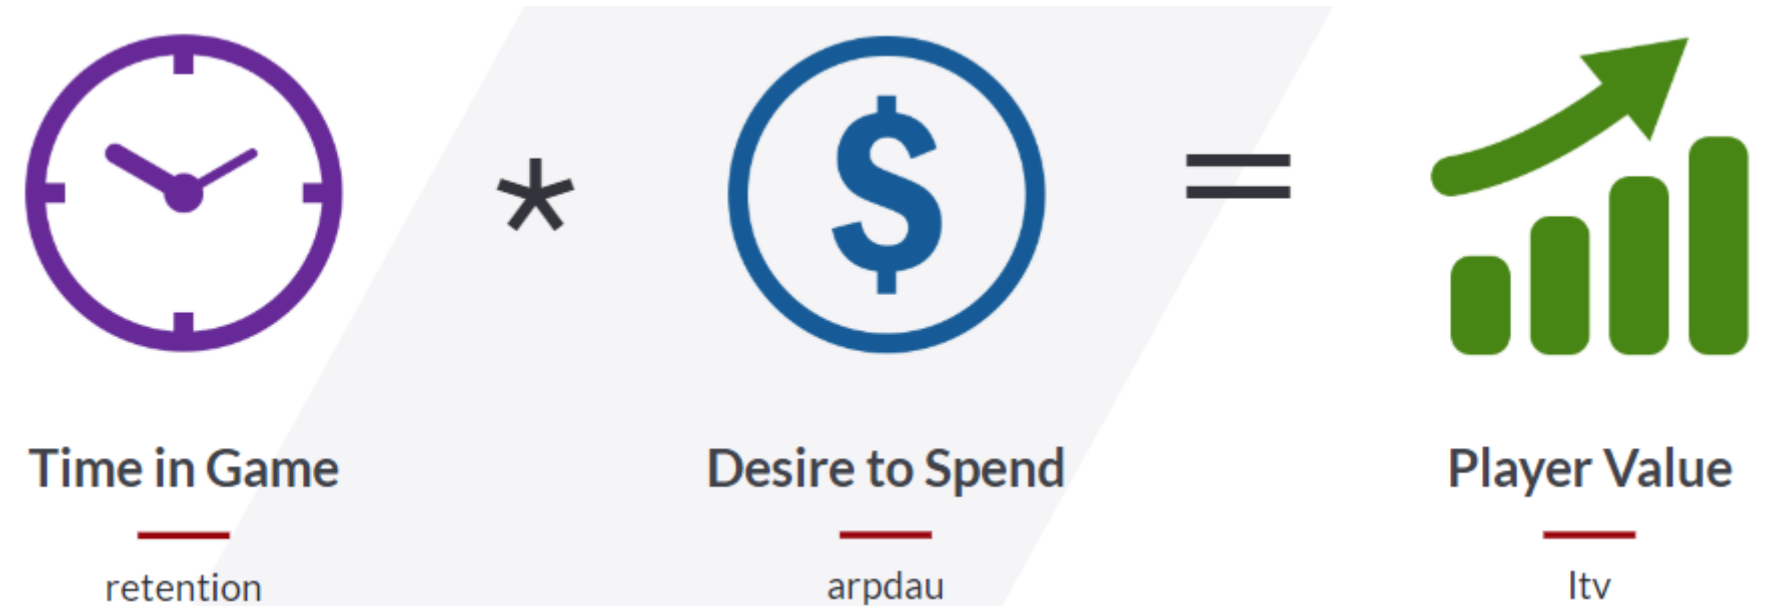 * $ =
Time in Game Desire to Spend Player Value
retention arpdau ltv